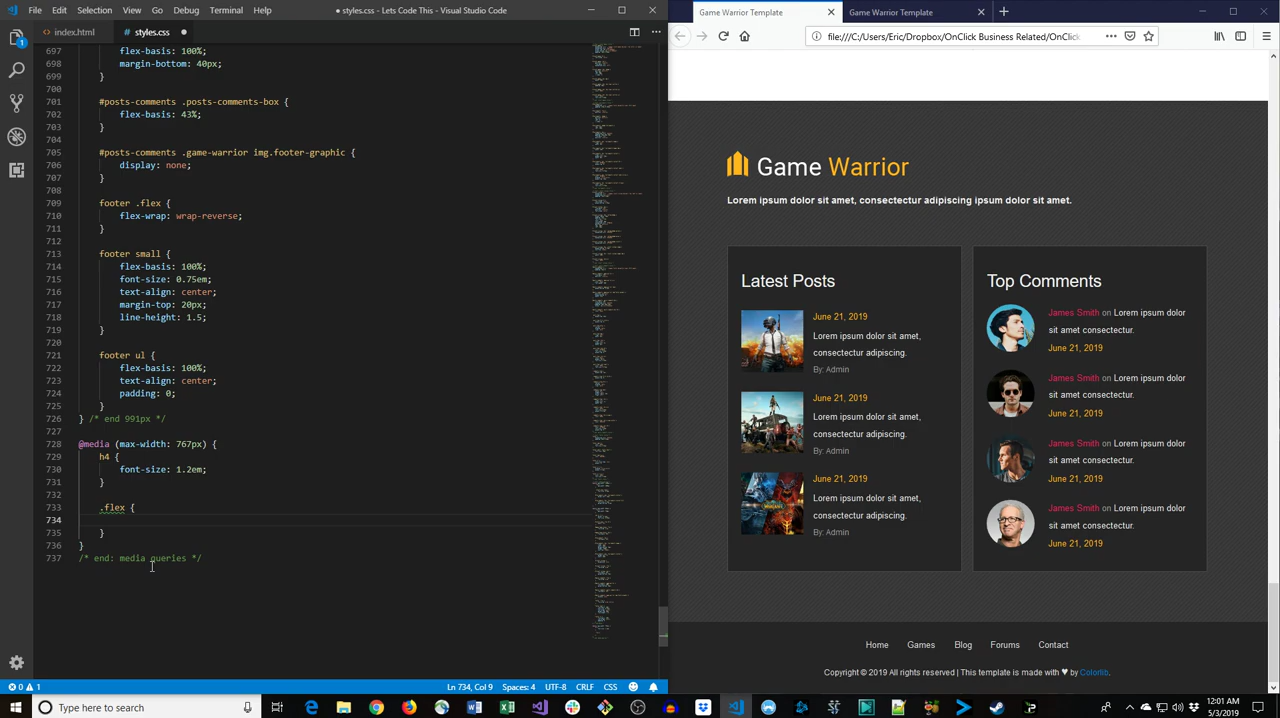 File Edit Selection View Go Debug Terminal Help
styles.css - Lets Code This - Visual Studio Code
index.html
styles.css
697 flex-basis: 100%;
698 margin-bottom: 40px;
699 }
700
701 #posts-comments .posts-comments-box {
702 flex-basis: 43%;
703 }
704
705 #posts-comments .game-warrior img.footer-graphic {
706 display: none;
707 }
708
709 footer .flex {
710 flex-wrap: wrap-reverse;
711 }
712
713 footer small {
714 flex-basis: 100%;
715 font-size: 0.75em;
716 text-align: center;
717 margin-top: 20px;
718 line-height: 1.5;
719 }
720
721 footer ul {
722 flex-basis: 100%;
723 text-align: center;
724 padding: 0;
725 }
726 } /* end 991px */
727
728 @media (max-width: 767px) {
729 h4 {
730 font-size: 1.2em;
731 }
732
733 .flex
734
735 }
736
737 /* end: media queries */
0 1
Ln 734, Col 9 Spaces: 4 UTF-8 CRLF CSS
Game Warrior Template
Game Warrior Template
file:///C:/Users/Eric/Dropbox/OnClick Business Related/OnClick
Game Warrior
Lorem ipsum dolor sit amet, consectetur adipiscing ipsum dolor sit amet.
Latest Posts
June 21, 2019
Lorem ipsum dolor sit amet,
consectetur adipiscing.
By: Admin
June 21, 2019
Lorem ipsum dolor sit amet,
consectetur adipiscing.
By: Admin
June 21, 2019
Lorem ipsum dolor sit amet,
consectetur adipiscing.
By: Admin
Top Comments
James Smith on Lorem ipsum dolor
sit amet consectetur.
June 21, 2019
James Smith on Lorem ipsum dolor
sit amet consectetur.
June 21, 2019
James Smith on Lorem ipsum dolor
sit amet consectetur.
June 21, 2019
James Smith on Lorem ipsum dolor
sit amet consectetur.
June 21, 2019
Home Games Blog Forums Contact
Copyright © 2019 All rights reserved | This template is made with ♥ by Colorlib.
Type here to search
12:01 AM
5/3/2019